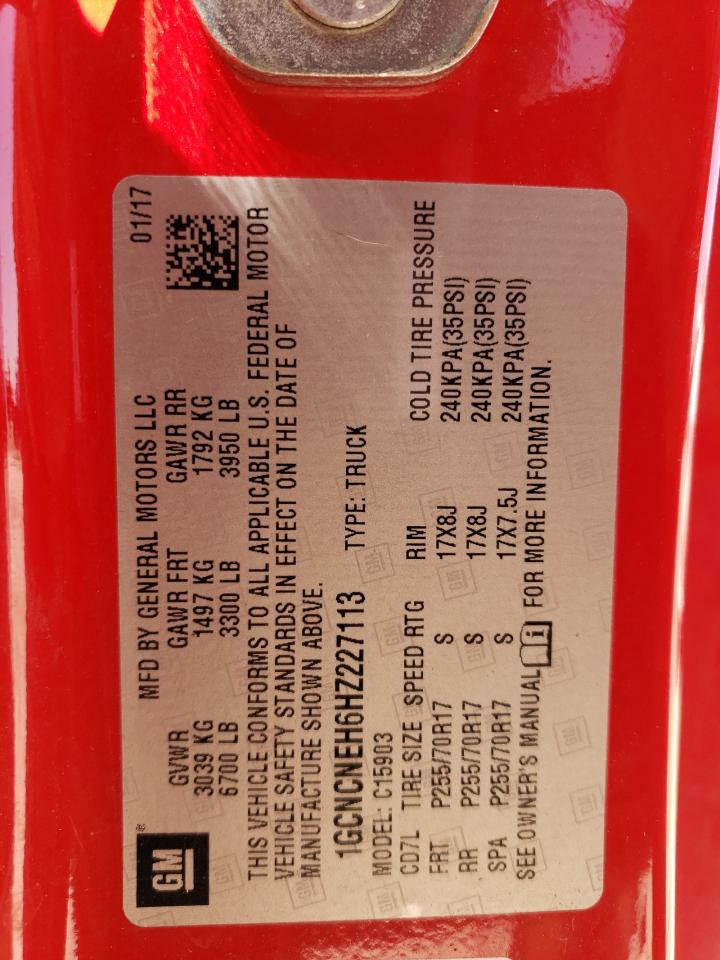 GM®
MFD BY GENERAL MOTORS LLC 01/17
GVWR GAWR FRT GAWR RR
3039 KG 1497 KG 1792 KG
6700 LB 3300 LB 3950 LB
THIS VEHICLE CONFORMS TO ALL APPLICABLE U.S. FEDERAL MOTOR
VEHICLE SAFETY STANDARDS IN EFFECT ON THE DATE OF
MANUFACTURE SHOWN ABOVE.
1GCNCNEH6HZ227113 TYPE: TRUCK
MODEL: C15903
CD7L TIRE SIZE SPEED RTG RIM COLD TIRE PRESSURE
FRT P255/70R17 S 17X8J 240KPA(35PSI)
RR P255/70R17 S 17X8J 240KPA(35PSI)
SPA P255/70R17 S 17X7.5J 240KPA(35PSI)
SEE OWNER'S MANUAL FOR MORE INFORMATION.